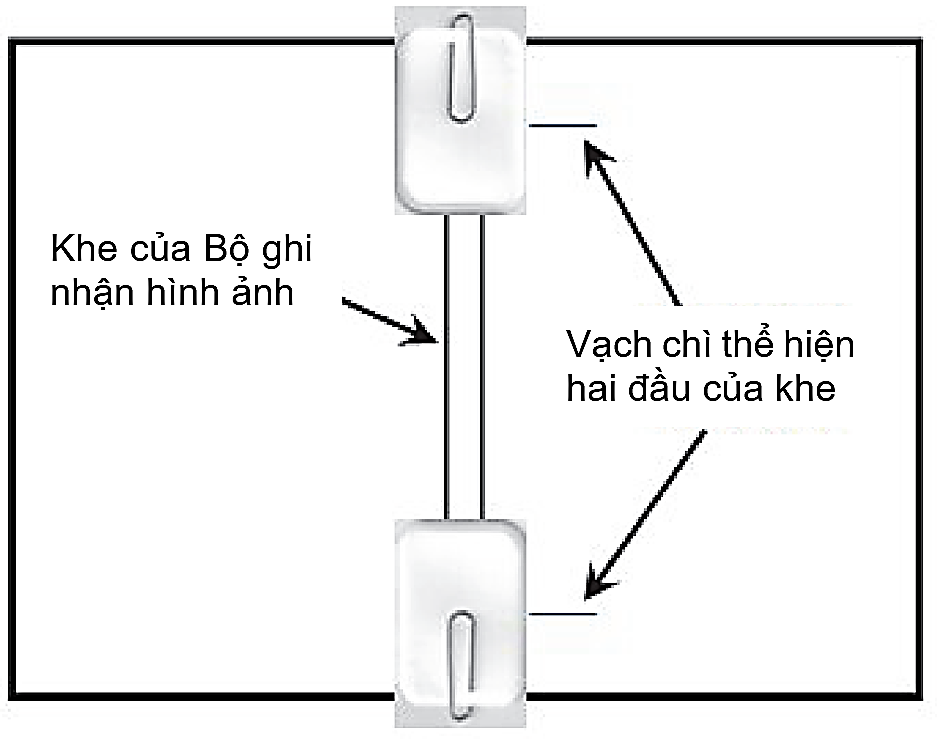 Khe của Bộ ghi
nhận hình ảnh
Vạch chì thể hiện
hai đầu của khe